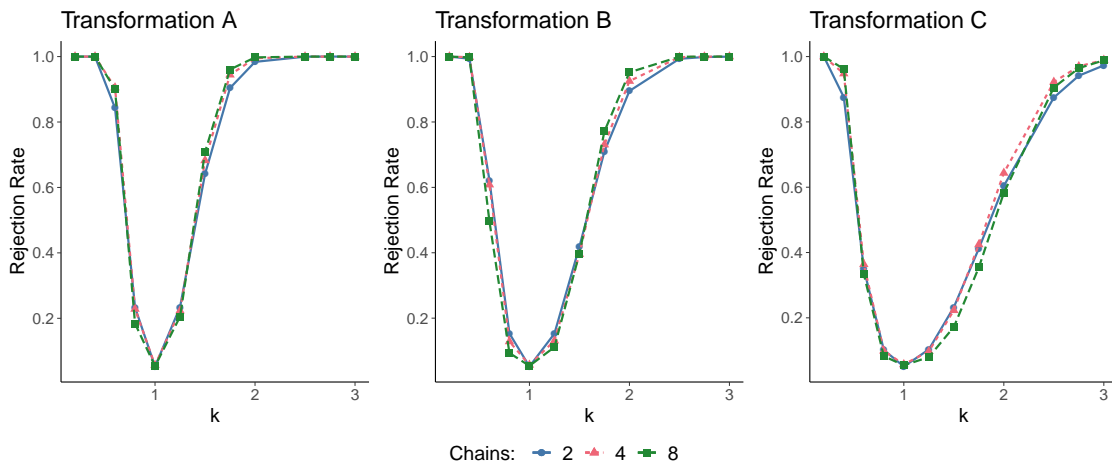 Transformation A
Rejection Rate
1.0
0.8
0.6
0.4
0.2
1
2
3
k
Transformation B
Rejection Rate
1.0
0.8
0.6
0.4
0.2
1
2
3
k
Transformation C
Rejection Rate
1.0
0.8
0.6
0.4
0.2
1
2
3
k
Chains: 2 4 8